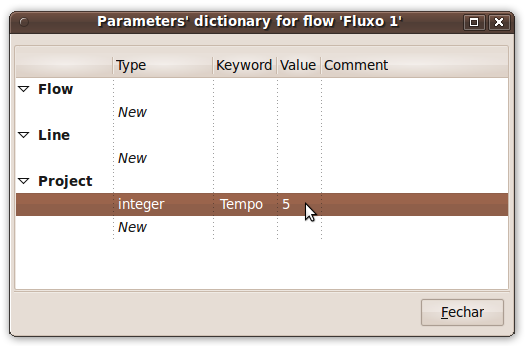 Parameters' dictionary for flow 'Fluxo 1'
Type Keyword Value Comment
Flow
New
Line
New
Project
integer Tempo 5
New
Fechar